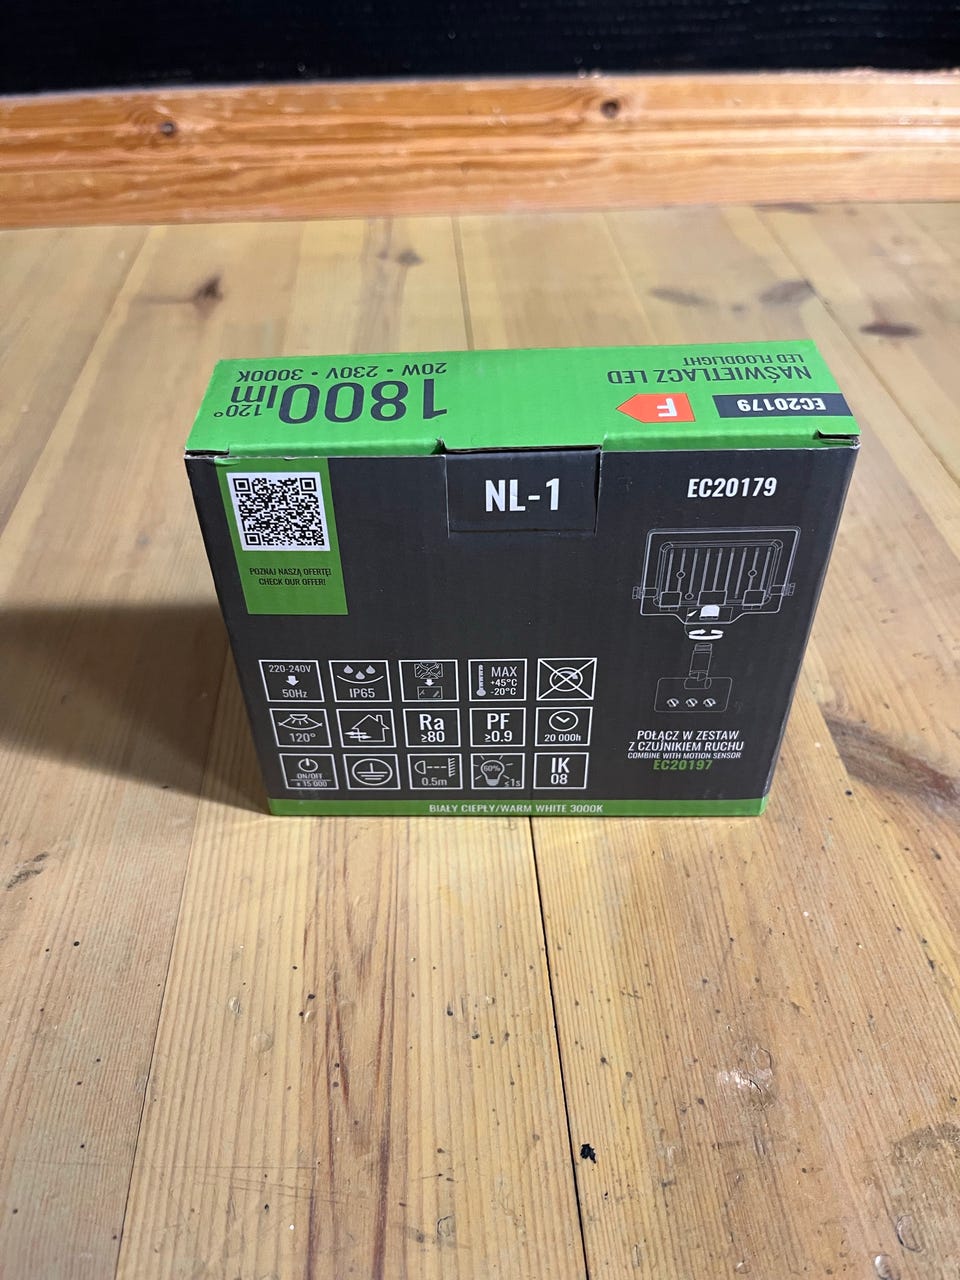 NAŚWIETLACZ LED
LED FLOODLIGHT
EC20179
F
1800lm
120°
20W • 230V • 3000K
NL-1
EC20179
POZNAJ NASZĄ OFERTĘ!
CHECK OUR OFFER!
220-240V
50Hz
IP65
MAX
+45°C
-20°C
120°
Ra
≥80
PF
≥0.9
20 000h
ON/OFF
≥ 15 000
0.5m
60%
≤1s
IK
08
POŁĄCZ W ZESTAW
Z CZUJNIKIEM RUCHU
COMBINE WITH MOTION SENSOR
EC20197
BIAŁY CIEPŁY/WARM WHITE 3000K